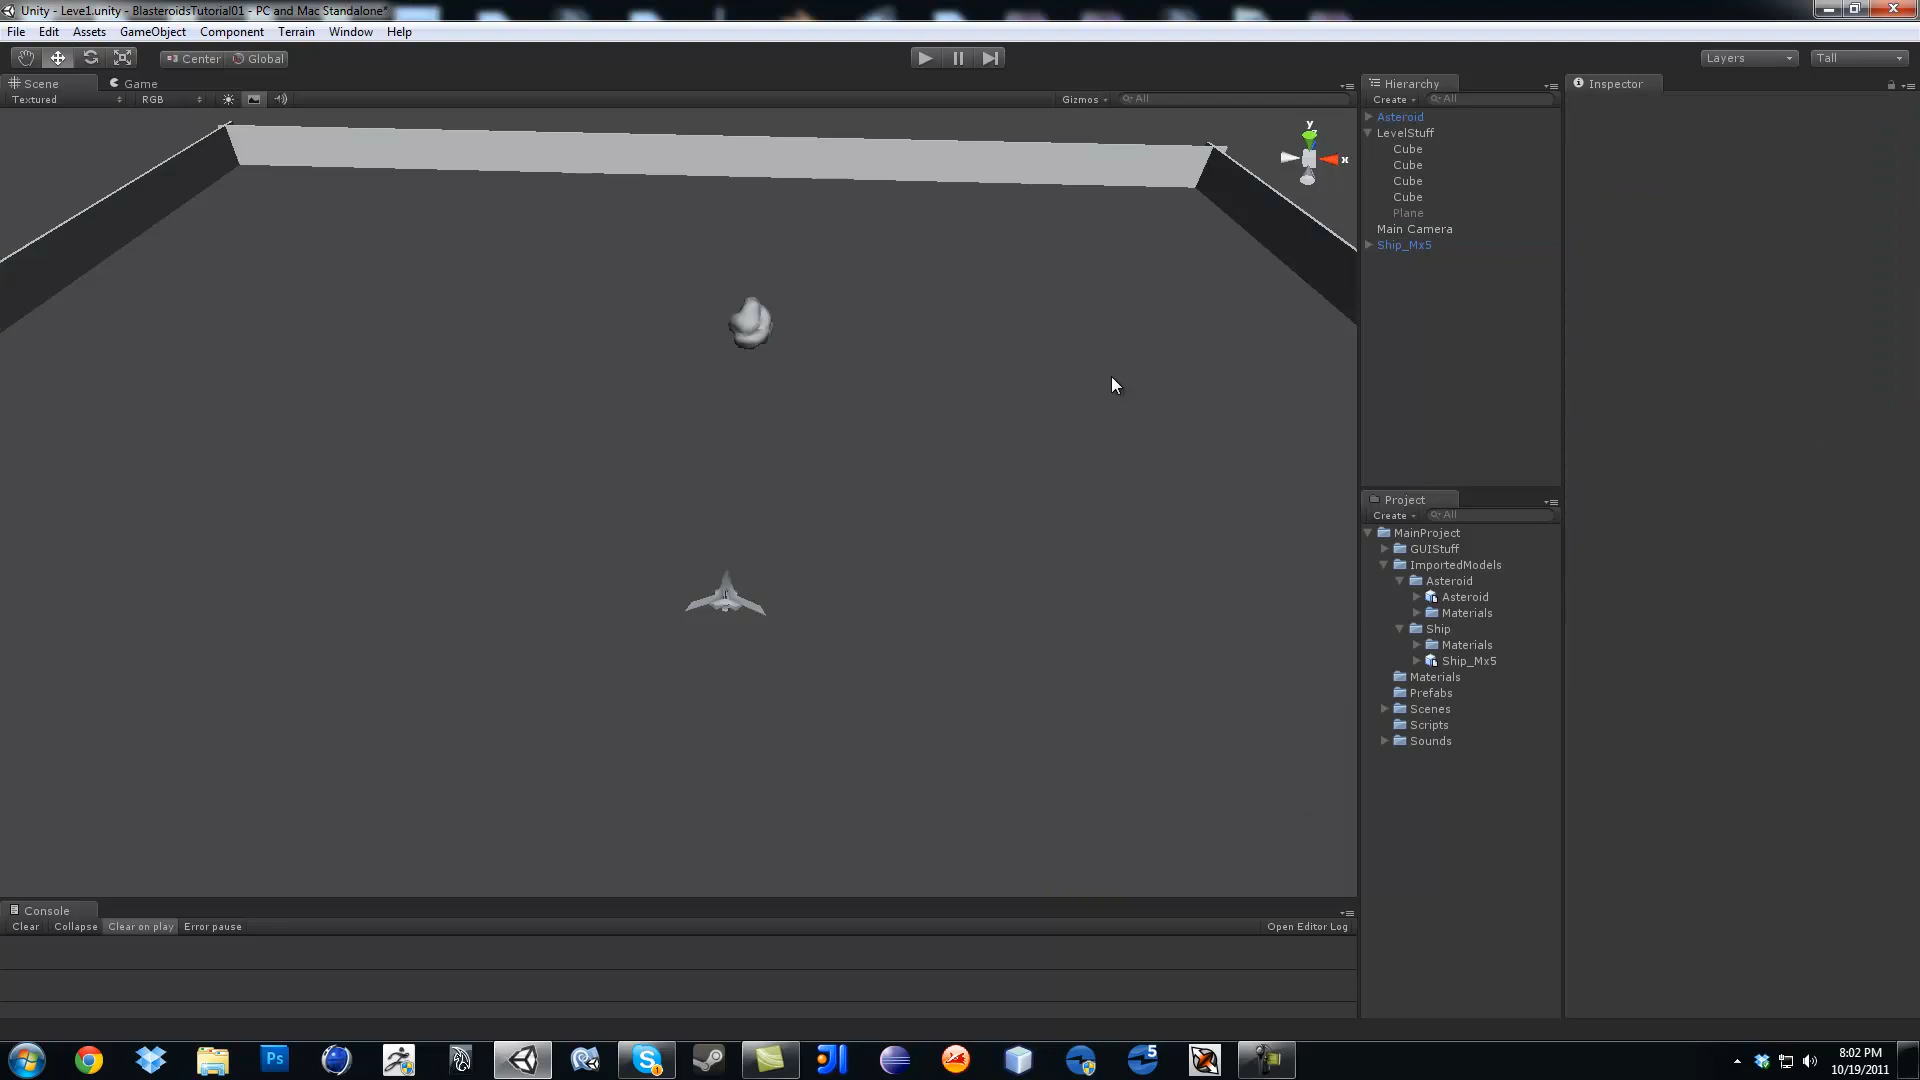 Unity - Leve1.unity - BlasteroidsTutorial01 - PC and Mac Standalone*
File Edit Assets GameObject Component Terrain Window Help
Center Global Layers Tall
Scene Game
Textured RGB Gizmos All
y
x
Hierarchy
Create All
Asteroid
LevelStuff
Cube
Cube
Cube
Cube
Plane
Main Camera
Ship_Mx5
Inspector
Project
Create All
MainProject
GUIStuff
ImportedModels
Asteroid
Asteroid
Materials
Ship
Materials
Ship_Mx5
Materials
Prefabs
Scenes
Scripts
Sounds
Console
Clear Collapse Clear on play Error pause Open Editor Log
Ps
5
8:02 PM
10/19/2011